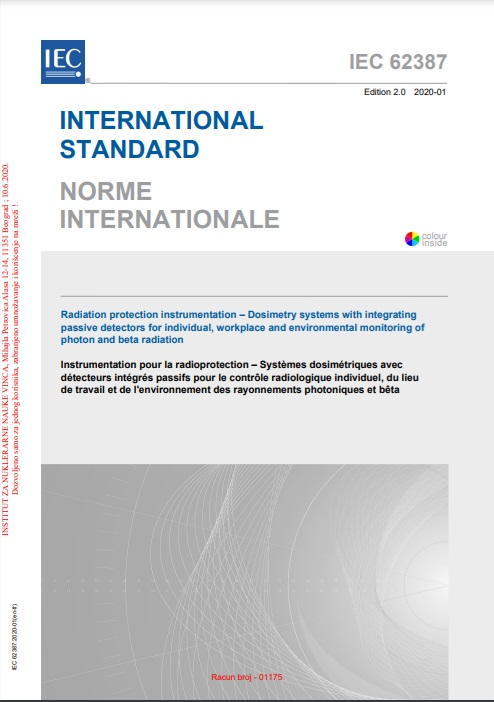 IEC
®
IEC 62387
Edition 2.0 2020-01
INTERNATIONAL
STANDARD
NORME
INTERNATIONALE
colour
inside
Radiation protection instrumentation – Dosimetry systems with integrating
passive detectors for individual, workplace and environmental monitoring of
photon and beta radiation
Instrumentation pour la radioprotection – Systèmes dosimétriques avec
détecteurs intégrés passifs pour le contrôle radiologique individuel, du lieu
de travail et de l'environnement des rayonnements photoniques et bêta
INSTITUT ZA NUKLERARNE NAUKE VINCA, Mihajla Petrovica Alasa 12-14, 11351 Beograd ; 10.6.2020.
Dozvoljeno samo za jednog korisnika, zabranjeno umnožavanje i korišcenje na mreži !
IEC 62387:2020-01(en-fr)
Racun broj - 01175